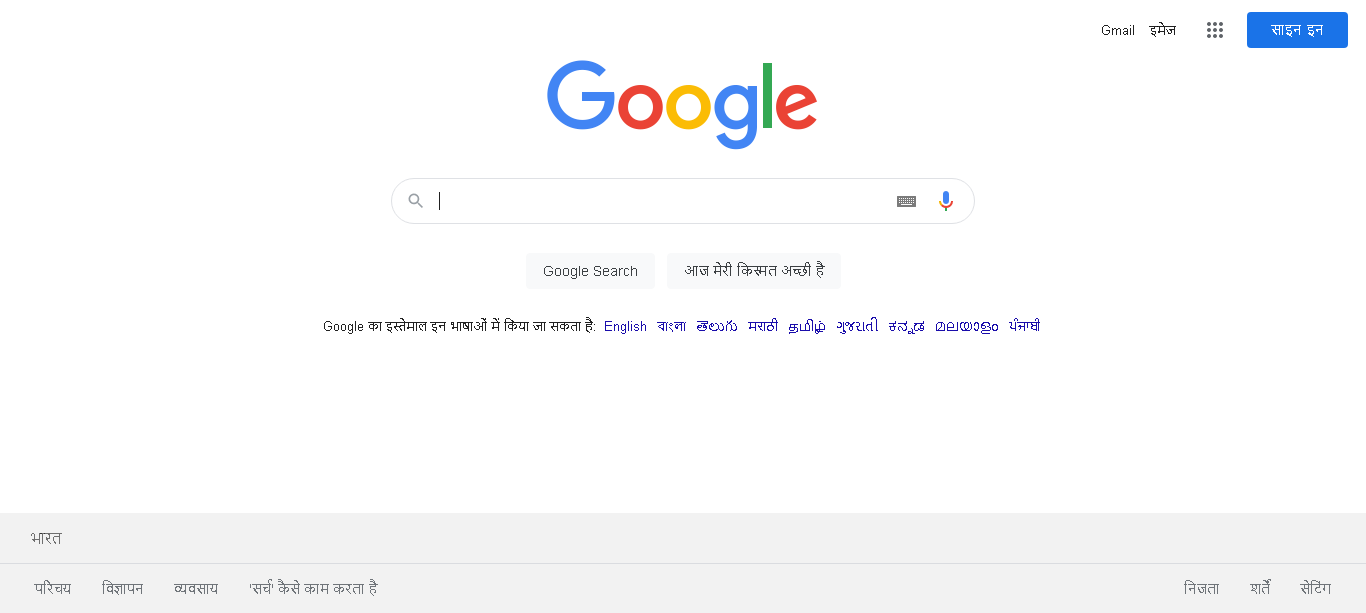 Gmail इमेज साइन इन
Google
Google Search आज मेरी किस्मत अच्छी है
Google का इस्तेमाल इन भाषाओं में किया जा सकता है: English বাংলা తెలుగు मराठी தமிழ் ગુજરાતી ಕನ್ನಡ മലയാളം ਪੰਜਾਬੀ
भारत
परिचय विज्ञापन व्यवसाय 'सर्च' कैसे काम करता है निजता शर्तें सेटिंग